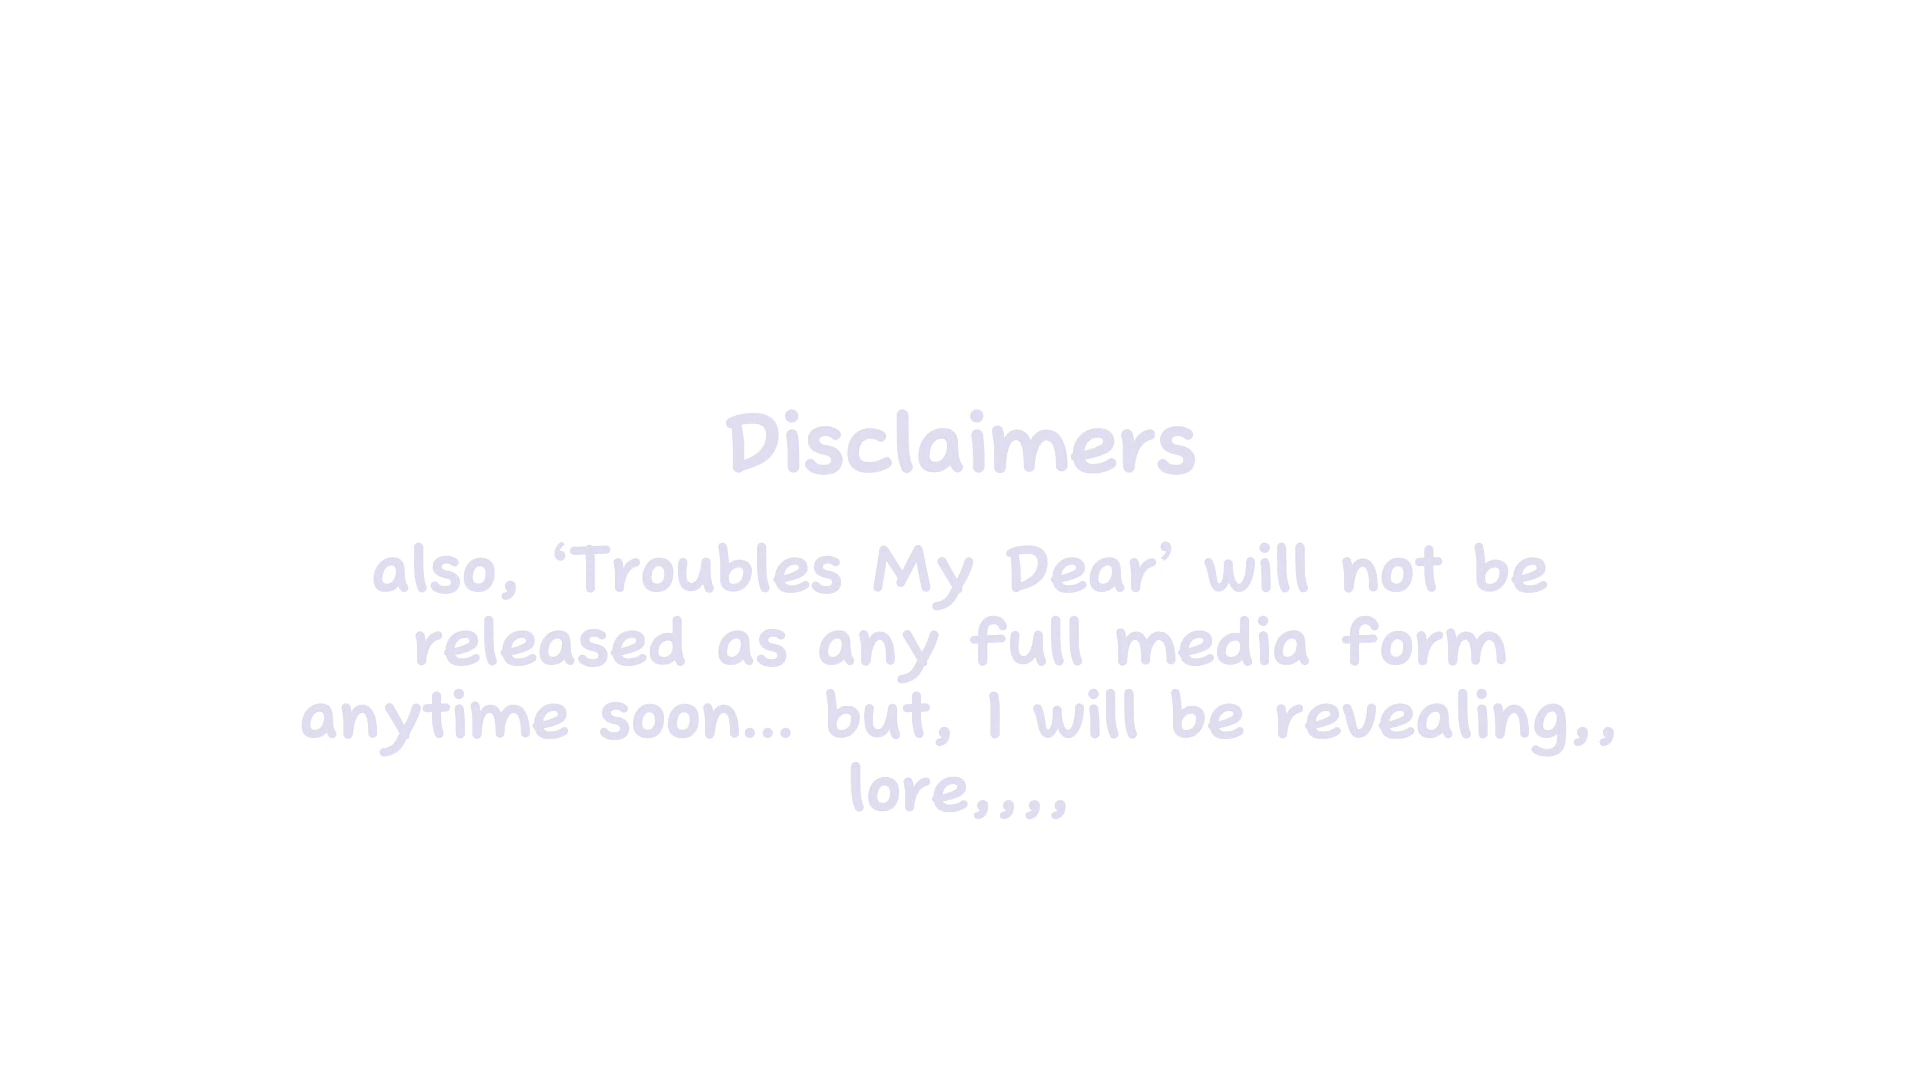 Disclaimers
also, ‘Troubles My Dear’ will not be
released as any full media form
anytime soon... but, I will be revealing,,
lore,,,,